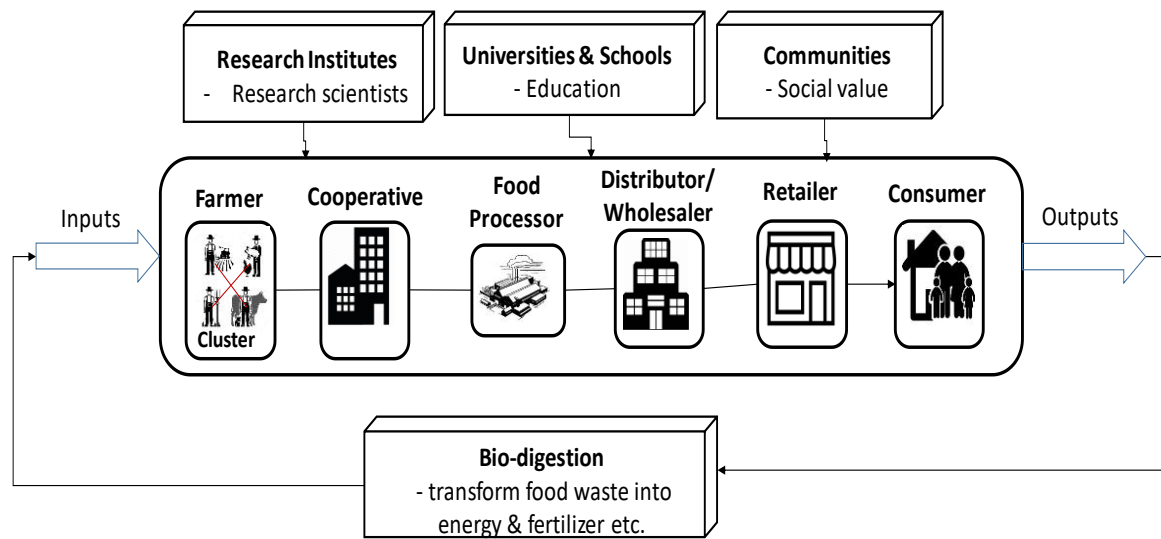 Research Institutes
- Research scientists
Universities & Schools
- Education
Communities
- Social value
Inputs
Farmer
Cluster
Cooperative
Food
Processor
Distributor/
Wholesaler
Retailer
Consumer
Outputs
Bio-digestion
- transform food waste into
energy & fertilizer etc.